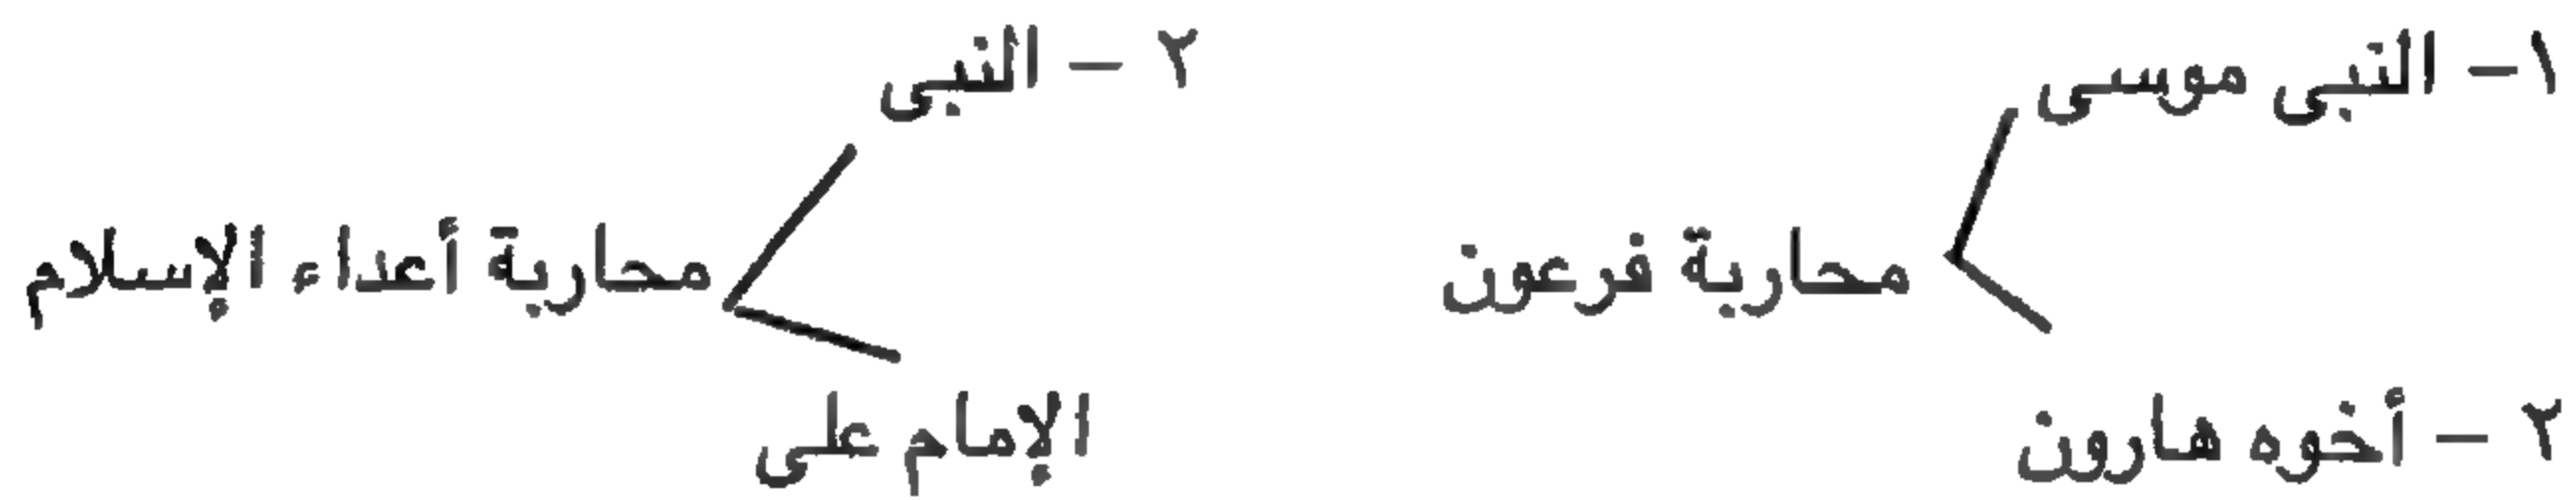 ١- النبى موسى
محاربة فرعون
٢ - أخوه هارون
٢ - النبى
محاربة أعداء الإسلام
الإمام على